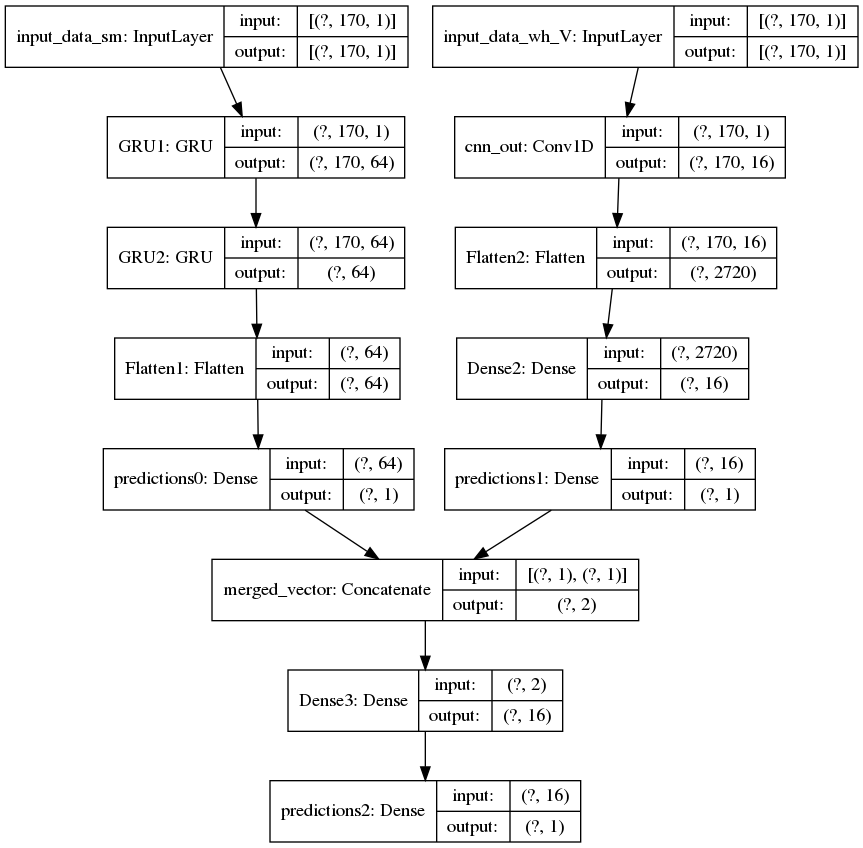 input_data_sm: InputLayer
input: [(?, 170, 1)]
output: [(?, 170, 1)]
input_data_wh_V: InputLayer
input: [(?, 170, 1)]
output: [(?, 170, 1)]
GRU1: GRU
input: (?, 170, 1)
output: (?, 170, 64)
cnn_out: Conv1D
input: (?, 170, 1)
output: (?, 170, 16)
GRU2: GRU
input: (?, 170, 64)
output: (?, 64)
Flatten2: Flatten
input: (?, 170, 16)
output: (?, 2720)
Flatten1: Flatten
input: (?, 64)
output: (?, 64)
Dense2: Dense
input: (?, 2720)
output: (?, 16)
predictions0: Dense
input: (?, 64)
output: (?, 1)
predictions1: Dense
input: (?, 16)
output: (?, 1)
merged_vector: Concatenate
input: [(?, 1), (?, 1)]
output: (?, 2)
Dense3: Dense
input: (?, 2)
output: (?, 16)
predictions2: Dense
input: (?, 16)
output: (?, 1)